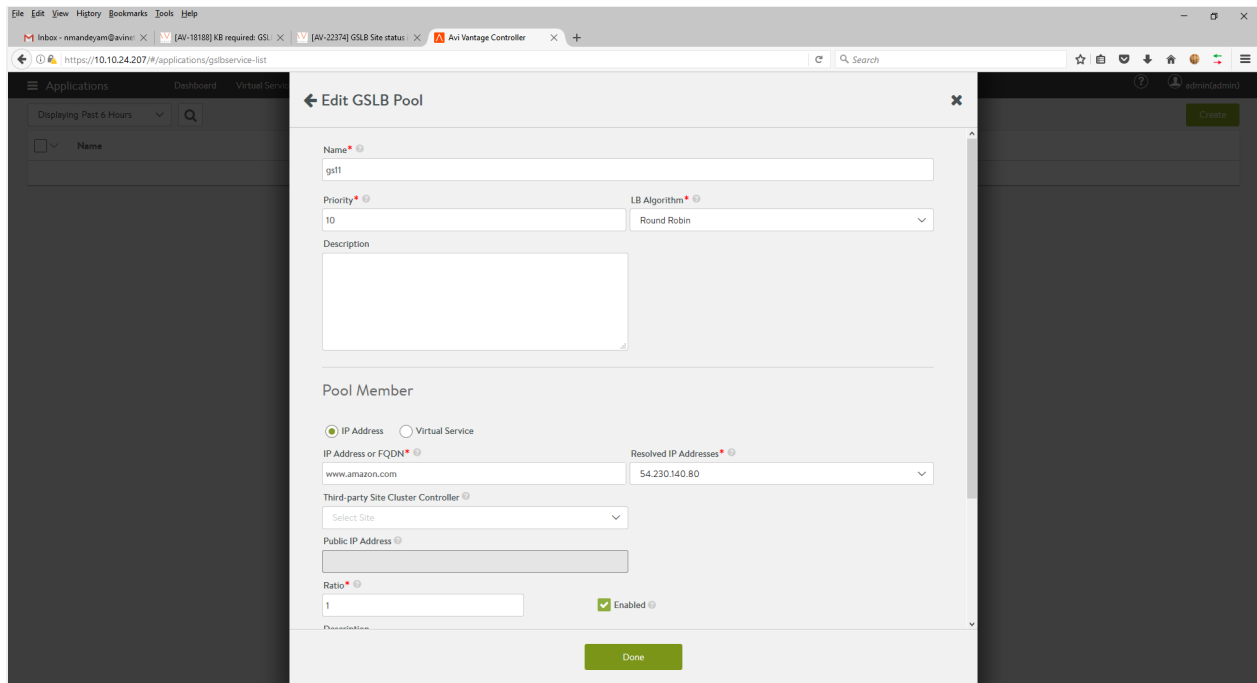 File Edit View History Bookmarks Tools Help
Inbox - nmandeyam@avinet [AV-18188] KB required: GSL [AV-22374] GSLB Site status i Avi Vantage Controller
https://10.10.24.207/#/applications/gslbservice-list Search
Applications Dashboard Virtual Servic admin(admin)
Edit GSLB Pool
Displaying Past 6 Hours Create
Name
Name*
gsl1
Priority* LB Algorithm*
10 Round Robin
Description
Pool Member
IP Address Virtual Service
IP Address or FQDN* Resolved IP Addresses*
www.amazon.com 54.230.140.80
Third-party Site Cluster Controller
Select Site
Public IP Address
Ratio*
1 Enabled
Description
Done